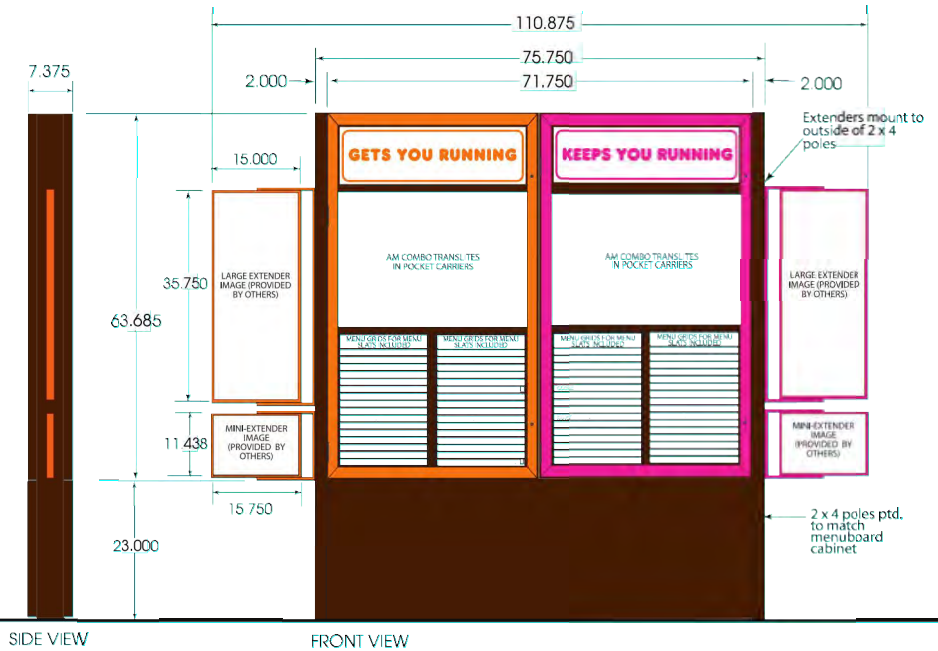 110.875
75.750
7.375
2.000
71.750
2.000
Extenders mount to
outside of 2 x 4
poles
GETS YOU RUNNING
KEEPS YOU RUNNING
15.000
AM COMBO TRANSLITES
IN POCKET CARRIERS
AM COMBO TRANSLITES
IN POCKET CARRIERS
LARGE EXTENDER
IMAGE (PROVIDED
BY OTHERS)
LARGE EXTENDER
IMAGE (PROVIDED
BY OTHERS)
35.750
63.685
MENU GRIDS FOR MENU
SLATS INCLUDED
MENU GRIDS FOR MENU
SLATS INCLUDED
MENU GRIDS FOR MENU
SLATS INCLUDED
MENU GRIDS FOR MENU
SLATS INCLUDED
11.438
MINI-EXTENDER
IMAGE
(PROVIDED BY
OTHERS)
MINI-EXTENDER
IMAGE
(PROVIDED BY
OTHERS)
15.750
23.000
2 x 4 poles ptd.
to match
menuboard
cabinet
SIDE VIEW
FRONT VIEW